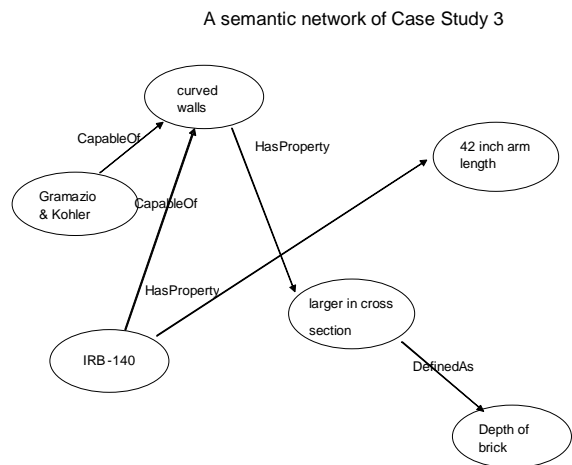 A semantic network of Case Study 3
curved
walls
CapableOf
HasProperty
42 inch arm
length
Gramazio
& Kohler
CapableOf
HasProperty
larger in cross
section
IRB-140
DefinedAs
Depth of
brick